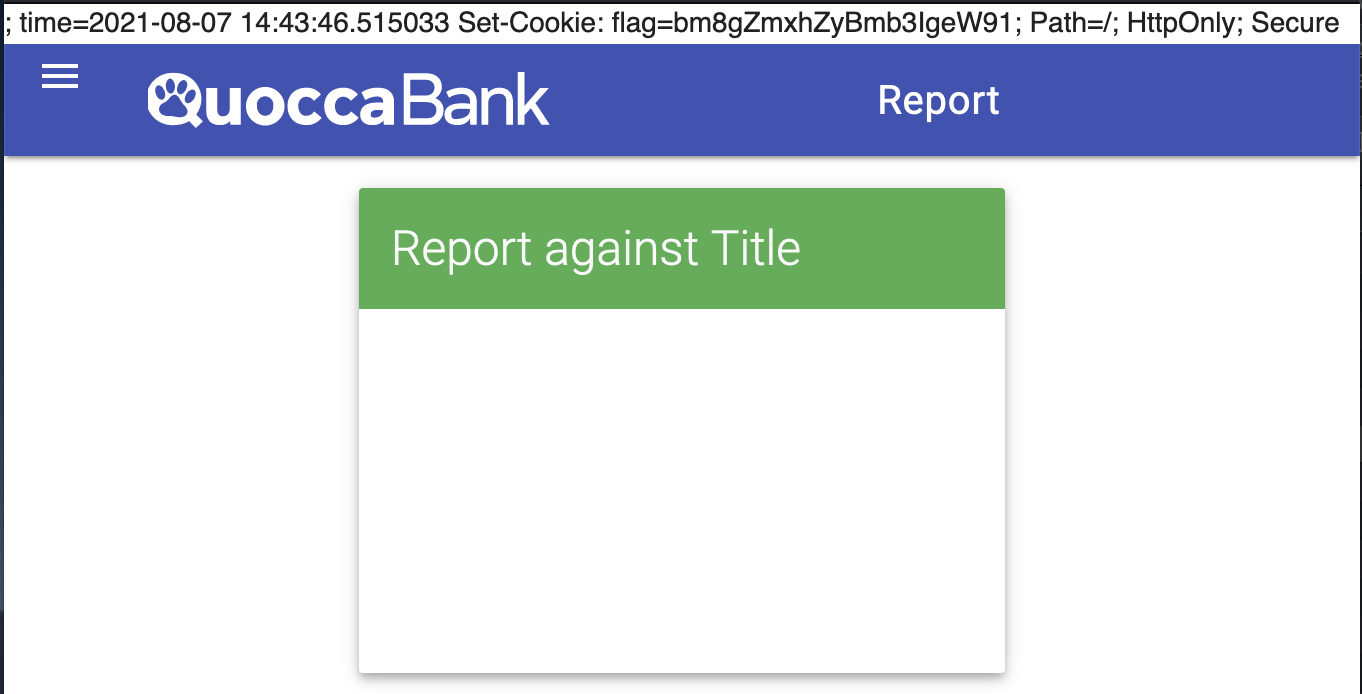 ; time=2021-08-07 14:43:46.515033 Set-Cookie: flag=bm8gZmxhZyBmb3IgeW91; Path=/; HttpOnly; Secure
QuoccaBank
Report
Report against Title